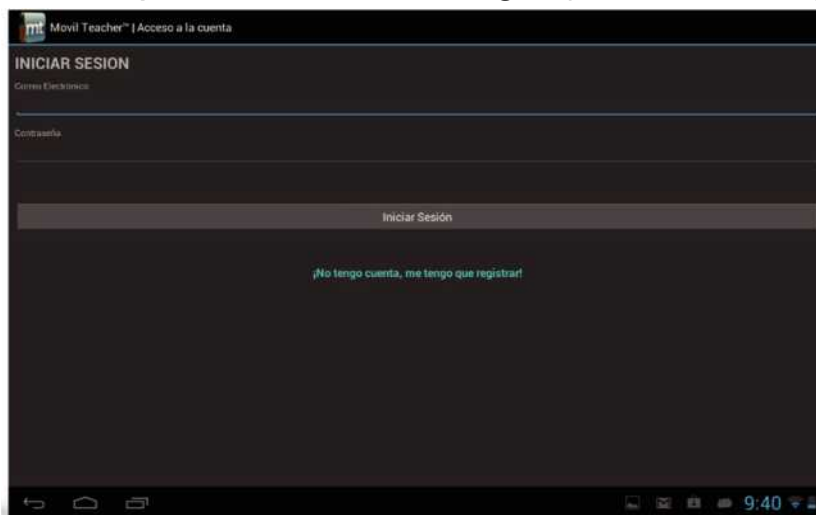 mt Movil Teacher™ | Acceso a la cuenta
INICIAR SESION
Correo Electrónico
Contraseña
Iniciar Sesión
¡No tengo cuenta, me tengo que registrar!
9:40